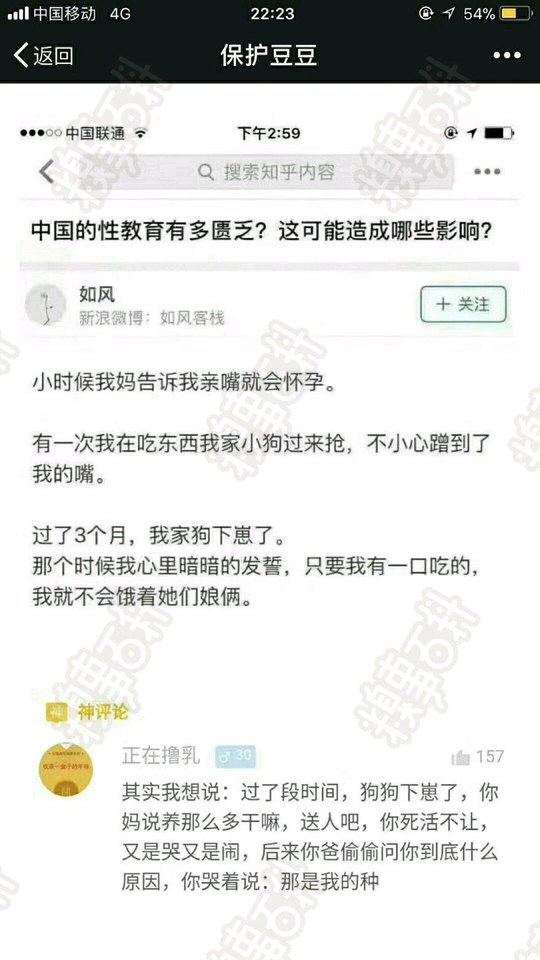 中国移动 4G 22:23 54%
返回 保护豆豆
中国联通 下午2:59
搜索知乎内容
中国的性教育有多匮乏？这可能造成哪些影响？
如风
新浪微博：如风客栈
＋ 关注
小时候我妈告诉我亲嘴就会怀孕。
有一次我在吃东西我家小狗过来抢，不小心蹭到了
我的嘴。
过了3个月，我家狗下崽了。
那个时候我心里暗暗的发誓，只要我有一口吃的，
我就不会饿着她们娘俩。
神 神评论
正在撸乳 ♂ 30 157
其实我想说：过了段时间，狗狗下崽了，你
妈说养那么多干嘛，送人吧，你死活不让，
又是哭又是闹，后来你爸偷偷问你到底什么
原因，你哭着说：那是我的种
糗事百科